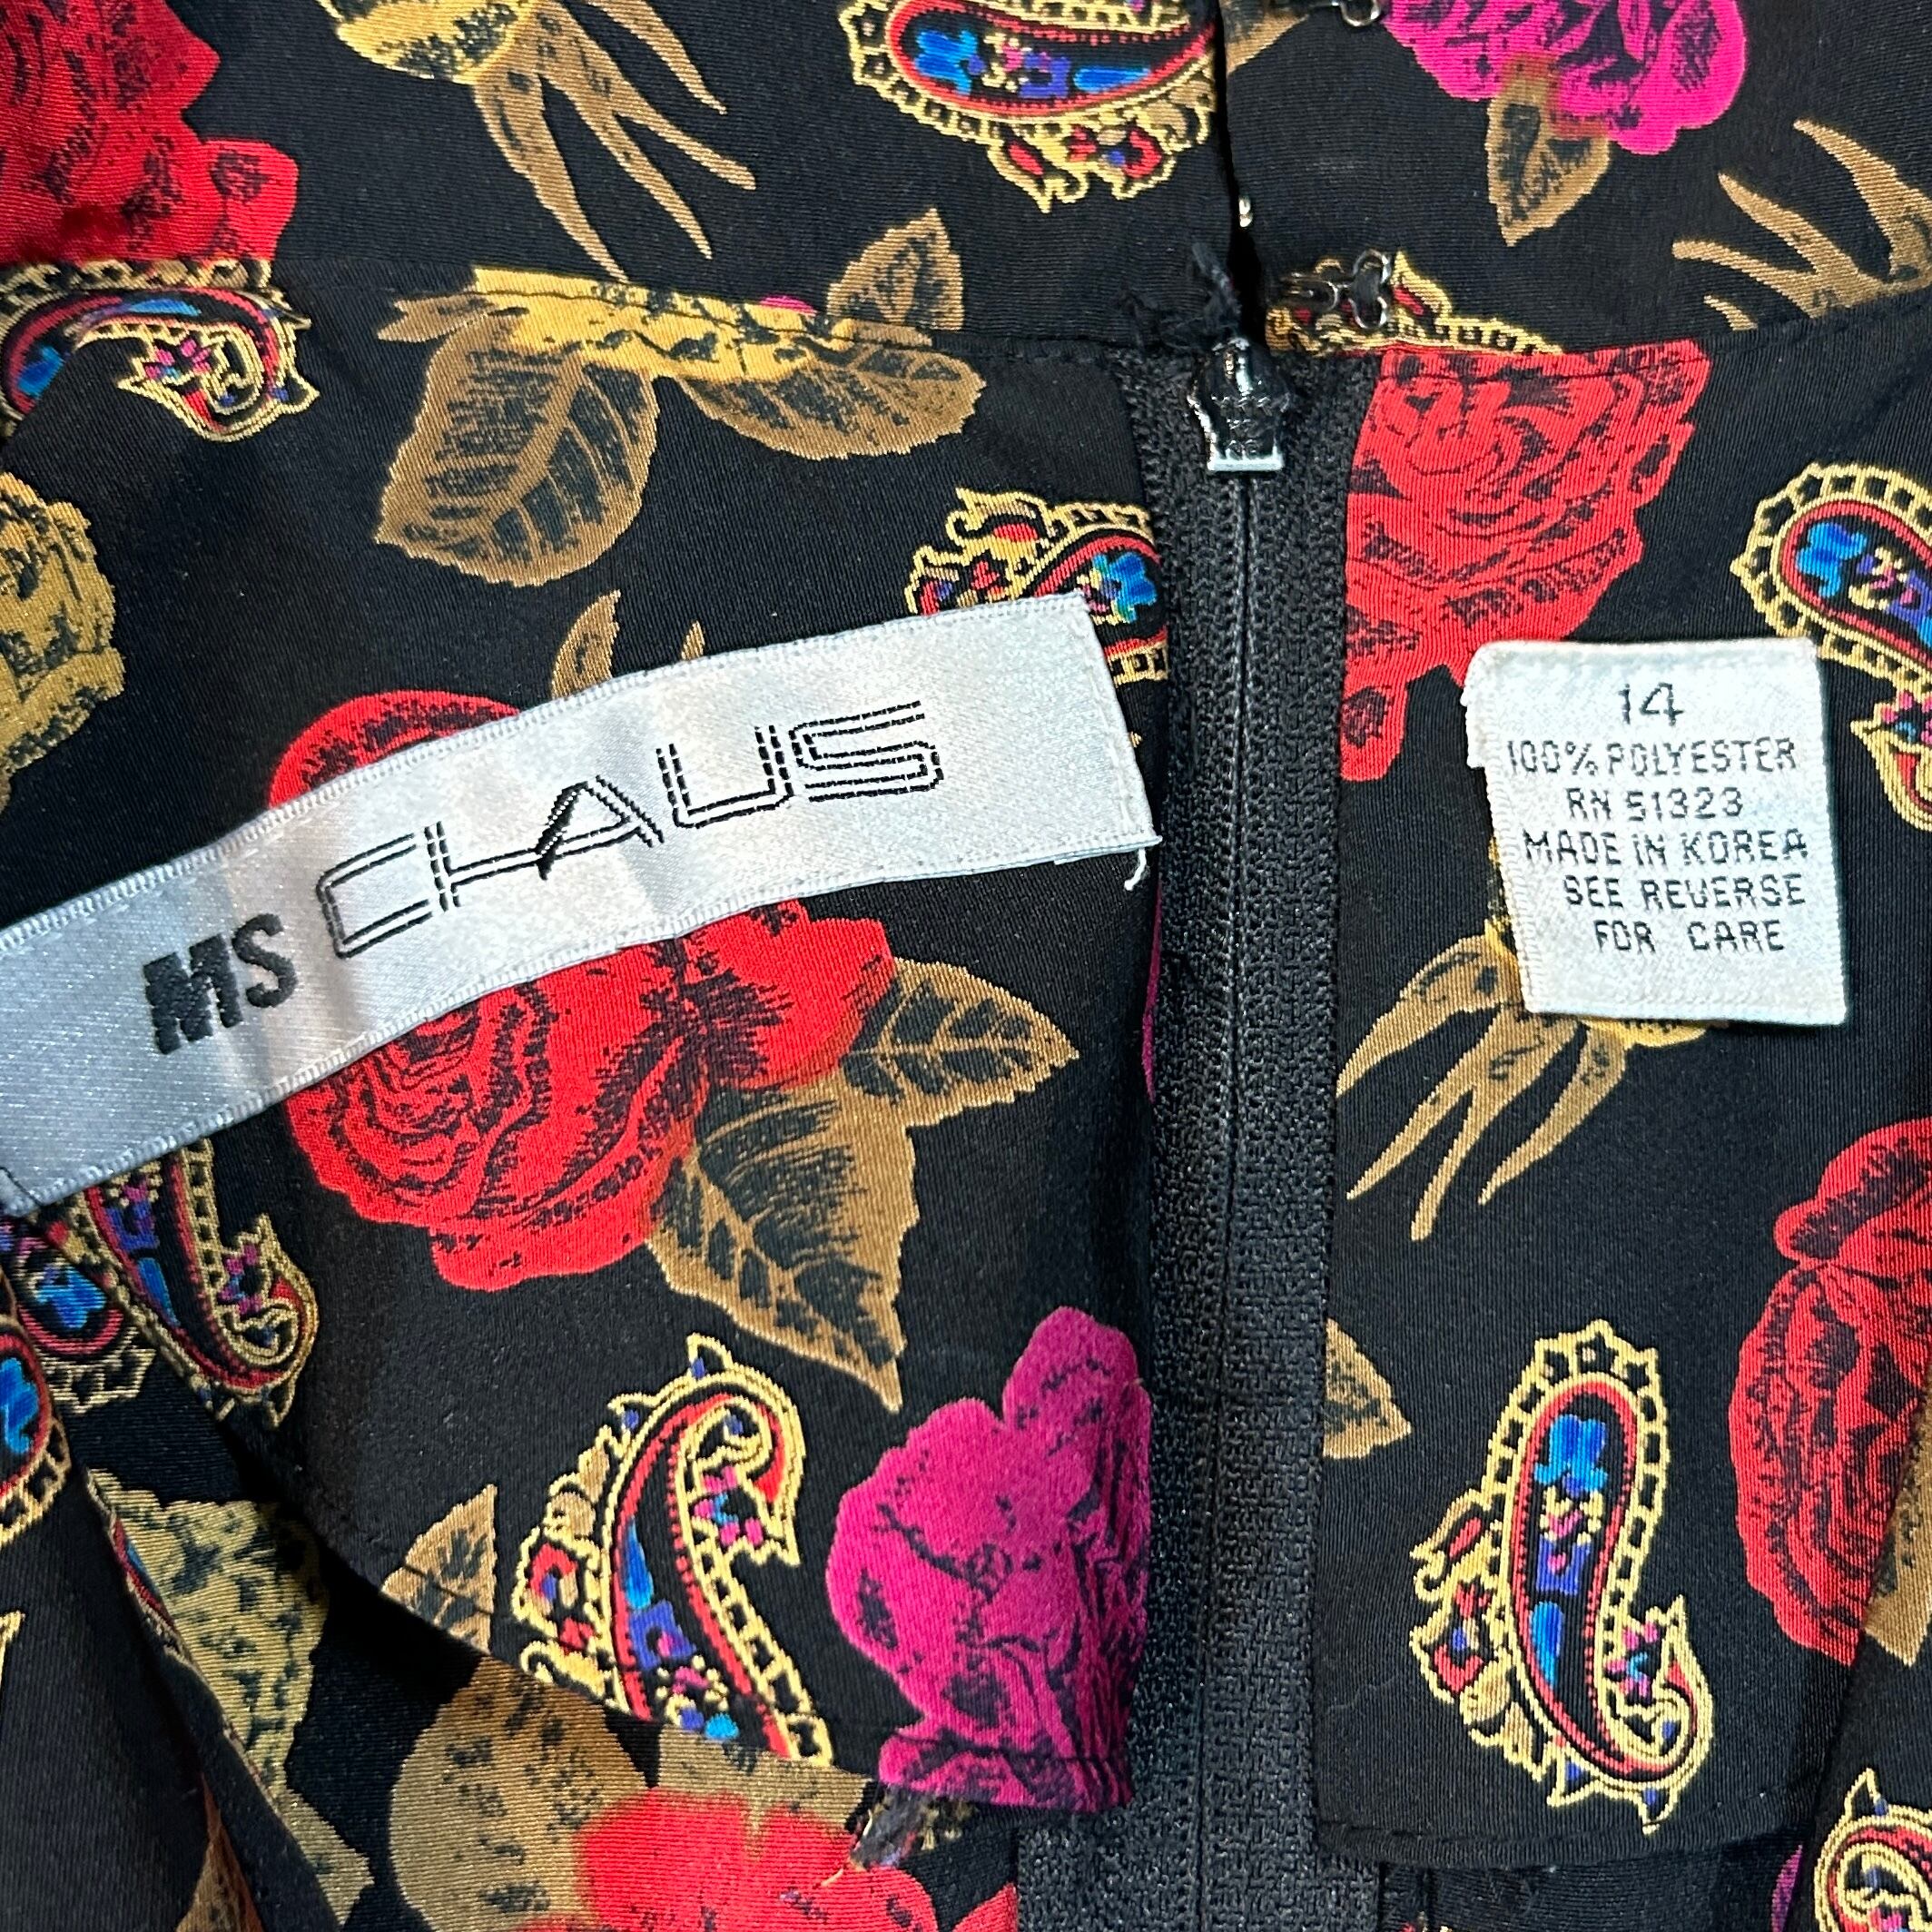 MS CHAUS
14
100% POLYESTER
RN 51323
MADE IN KOREA
SEE REVERSE
FOR CARE